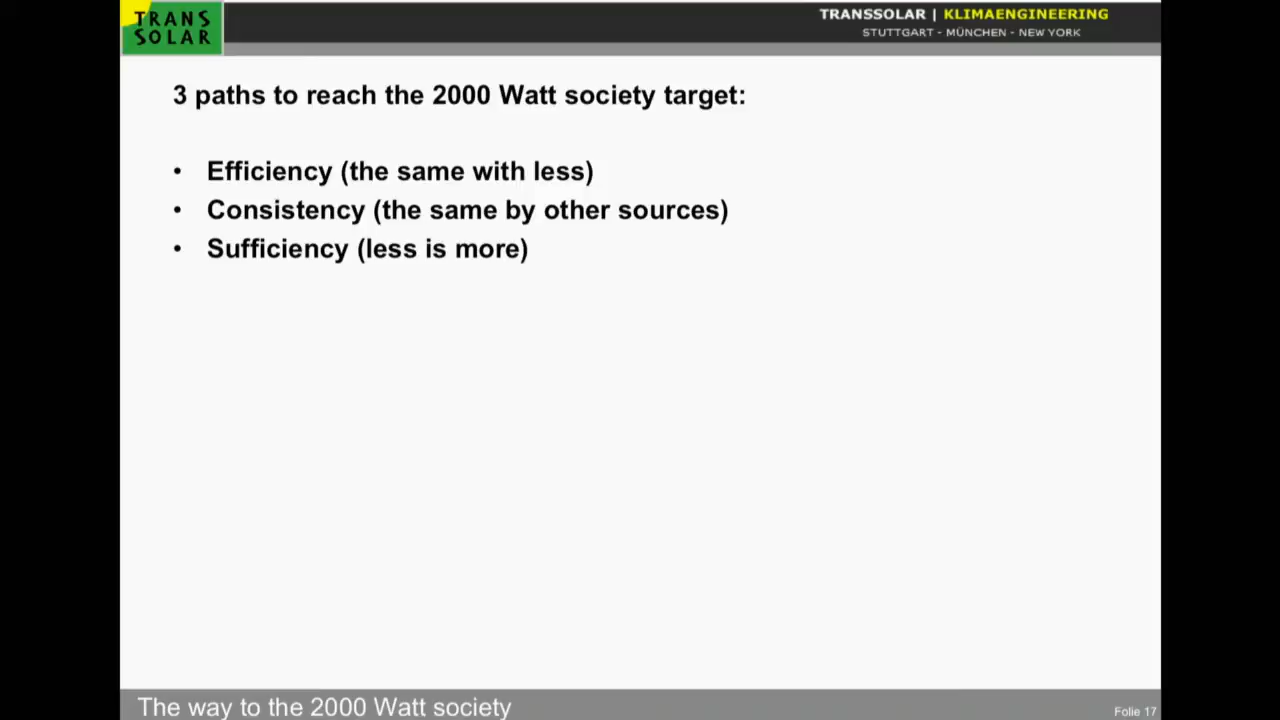 TRANS
SOLAR
TRANSSOLAR | KLIMAENGINEERING
STUTTGART - MÜNCHEN - NEW YORK
3 paths to reach the 2000 Watt society target:
• Efficiency (the same with less)
• Consistency (the same by other sources)
• Sufficiency (less is more)
The way to the 2000 Watt society
Folie 17